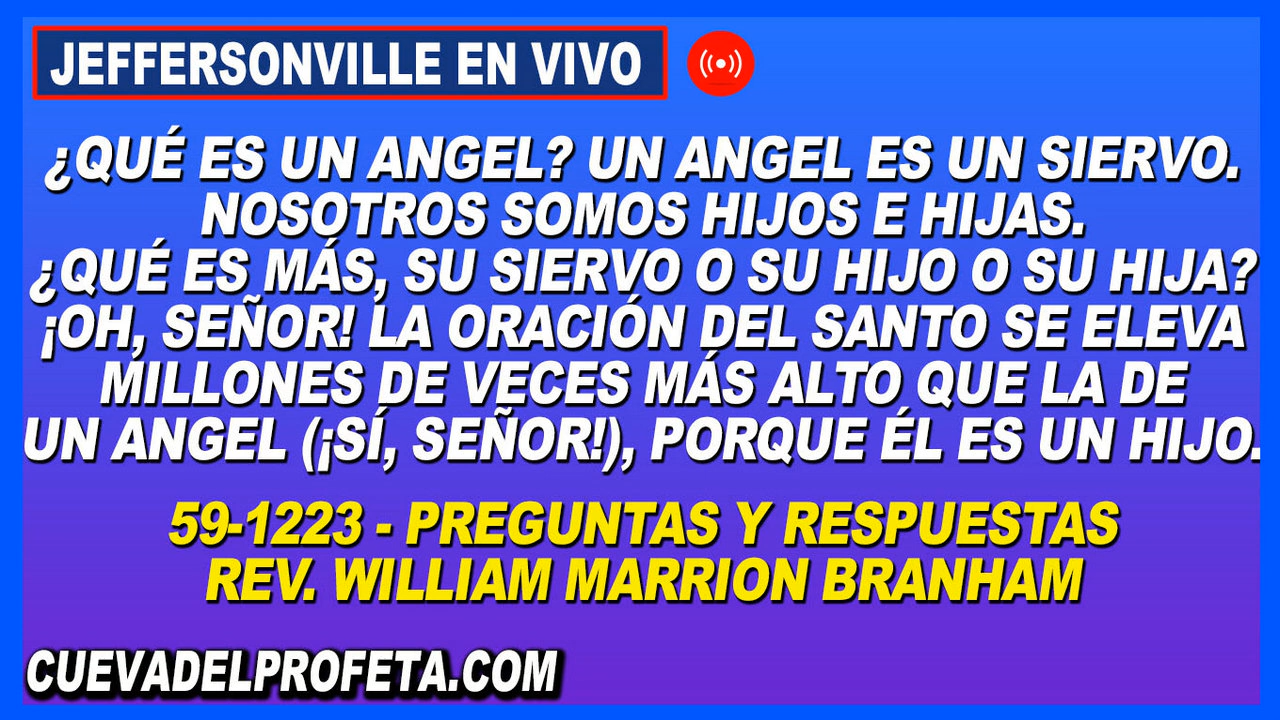 JEFFERSONVILLE EN VIVO
¿QUÉ ES UN ANGEL? UN ANGEL ES UN SIERVO.
NOSOTROS SOMOS HIJOS E HIJAS.
¿QUÉ ES MÁS, SU SIERVO O SU HIJO O SU HIJA?
¡OH, SEÑOR! LA ORACIÓN DEL SANTO SE ELEVA
MILLONES DE VECES MÁS ALTO QUE LA DE
UN ANGEL (¡SÍ, SEÑOR!), PORQUE ÉL ES UN HIJO.
59-1223 - PREGUNTAS Y RESPUESTAS
REV. WILLIAM MARRION BRANHAM
CUEVADELPROFETA.COM